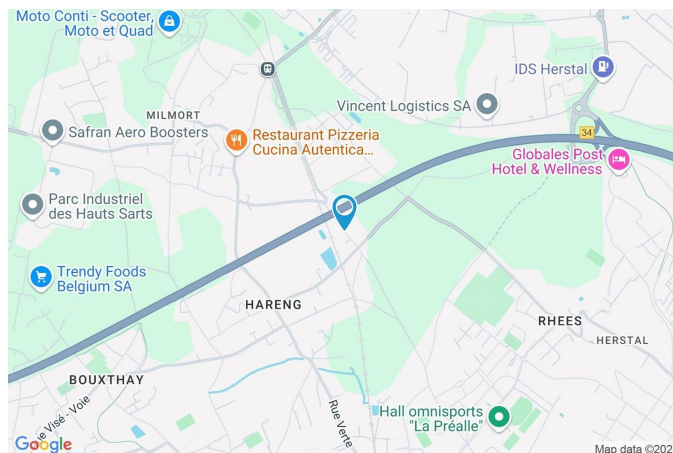 Moto Conti - Scooter,
Moto et Quad
IDS Herstal
MILMORT
Vincent Logistics SA
Safran Aero Boosters
34
Restaurant Pizzeria
Cucina Autentica...
Globales Post
Hotel & Wellness
Parc Industriel
des Hauts Sarts
Trendy Foods
Belgium SA
HARENG
RHEES
HERSTAL
BOUXTHAY
Visé - Voie
Rue Verte
Hall omnisports
"La Préalle"
Google
Map data ©202